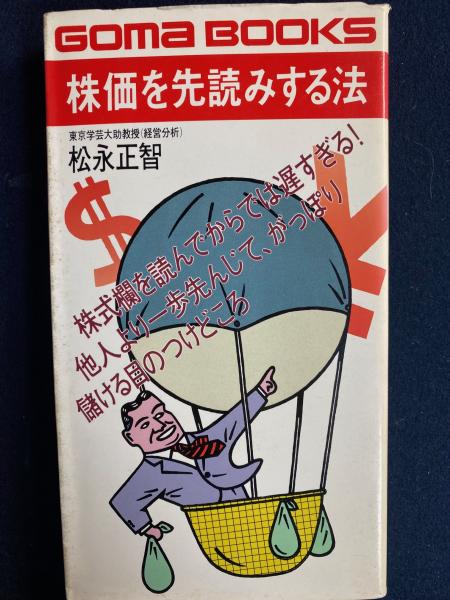 GOMA BOOKS
株価を先読みする法
東京学芸大助教授(経営分析)
松永正智
株式欄を読んでからでは遅すぎる!
他人より一歩先んじて、がっぽり
儲ける目のつけどころ